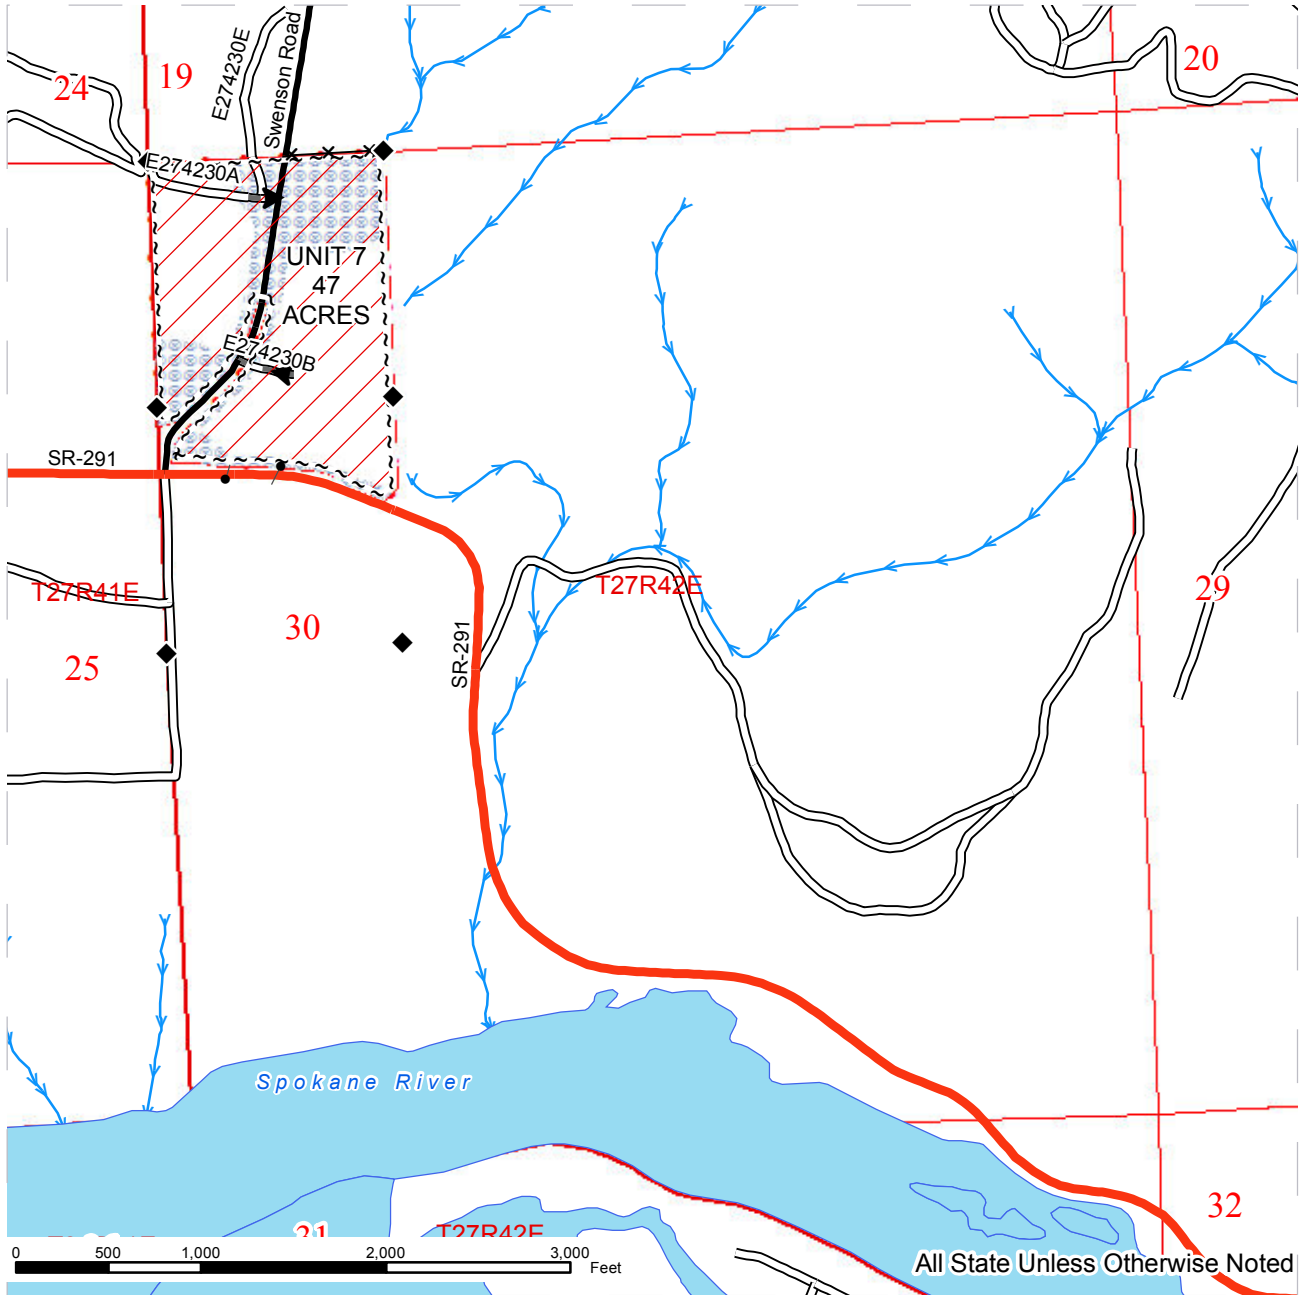 24
19
E274230E
Swenson Road
20
E274230A
UNIT 7
47
ACRES
E274230B
SR-291
T27R41E
T27R42E
29
30
SR-291
25
Spokane River
32
31
T27R42E
0 500 1,000 2,000 3,000
Feet
All State Unless Otherwise Noted